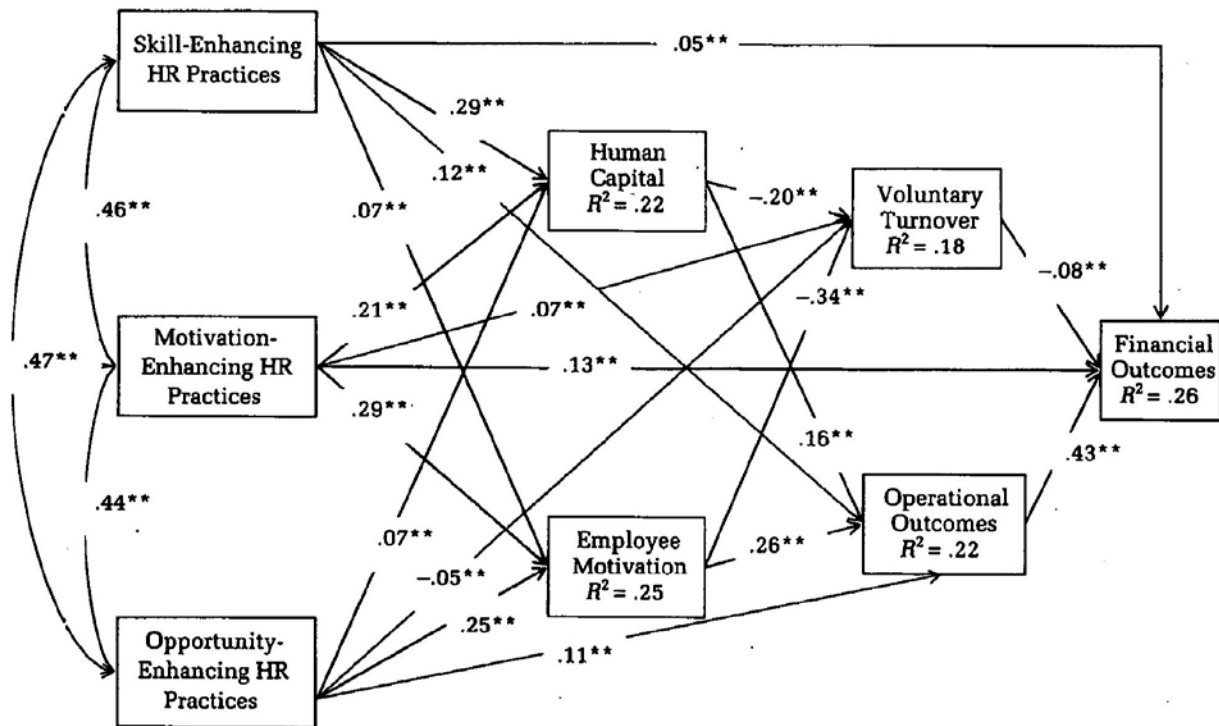 Skill-Enhancing
HR Practices
.05**
.29**
.12**
.07**
Human
Capital
R² = .22
-.20**
Voluntary
Turnover
R² = .18
.46**
-.08**
.21**
.07**
-.34**
.47**
Motivation-
Enhancing HR
Practices
.13**
Financial
Outcomes
R² = .26
.29**
.16**
.43**
.44**
Operational
Outcomes
R² = .22
.07**
Employee
Motivation
R² = .25
.26**
-.05**
.25**
.11**
Opportunity-
Enhancing HR
Practices